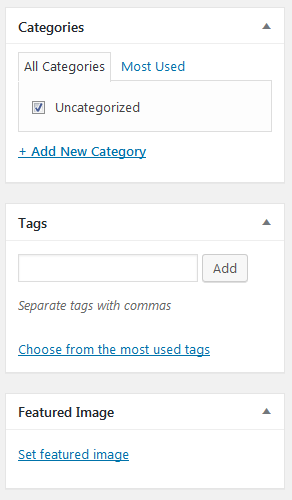 Categories
All Categories Most Used
Uncategorized
+ Add New Category
Tags
Add
Separate tags with commas
Choose from the most used tags
Featured Image
Set featured image